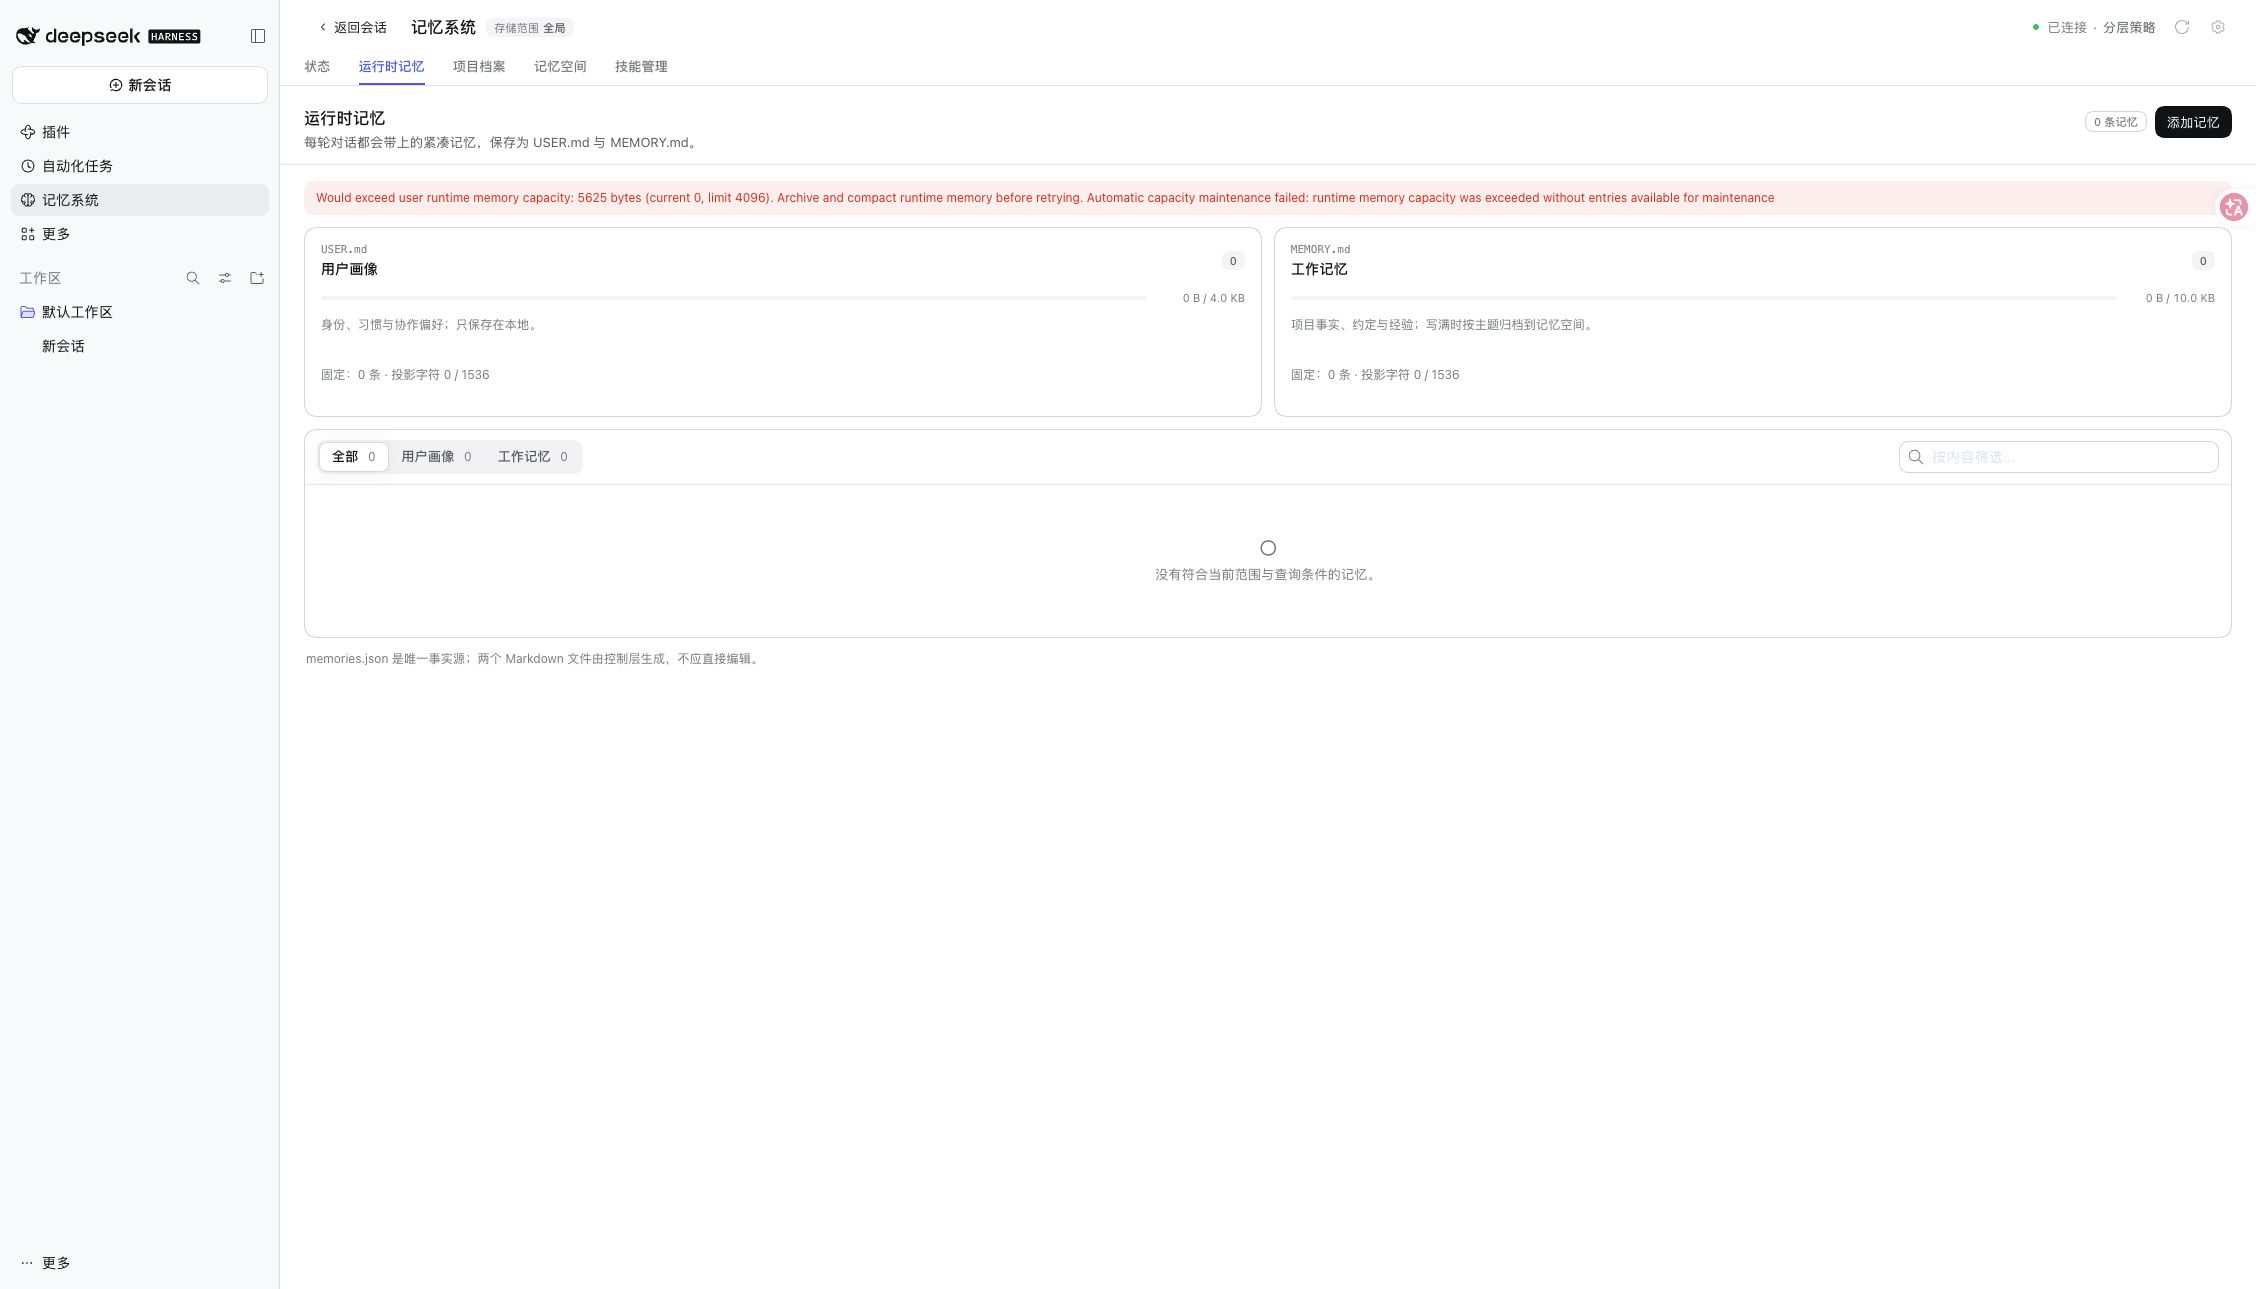 deepseek HARNESS
新会话
插件
自动化任务
记忆系统
更多
工作区
默认工作区
新会话
更多
返回会话 记忆系统 存储范围 全局
已连接 · 分层策略
状态 运行时记忆 项目档案 记忆空间 技能管理
运行时记忆
每轮对话都会带上的紧凑记忆，保存为 USER.md 与 MEMORY.md。
0 条记忆 添加记忆
Would exceed user runtime memory capacity: 5625 bytes (current 0, limit 4096). Archive and compact runtime memory before retrying. Automatic capacity maintenance failed: runtime memory capacity was exceeded without entries available for maintenance
USER.md
用户画像 0
0 B / 4.0 KB
身份、习惯与协作偏好；只保存在本地。
固定：0 条 · 投影字符 0 / 1536
MEMORY.md
工作记忆 0
0 B / 10.0 KB
项目事实、约定与经验；写满时按主题归档到记忆空间。
固定：0 条 · 投影字符 0 / 1536
全部 0 用户画像 0 工作记忆 0
按内容筛选...
没有符合当前范围与查询条件的记忆。
memories.json 是唯一事实源；两个 Markdown 文件由控制层生成，不应直接编辑。